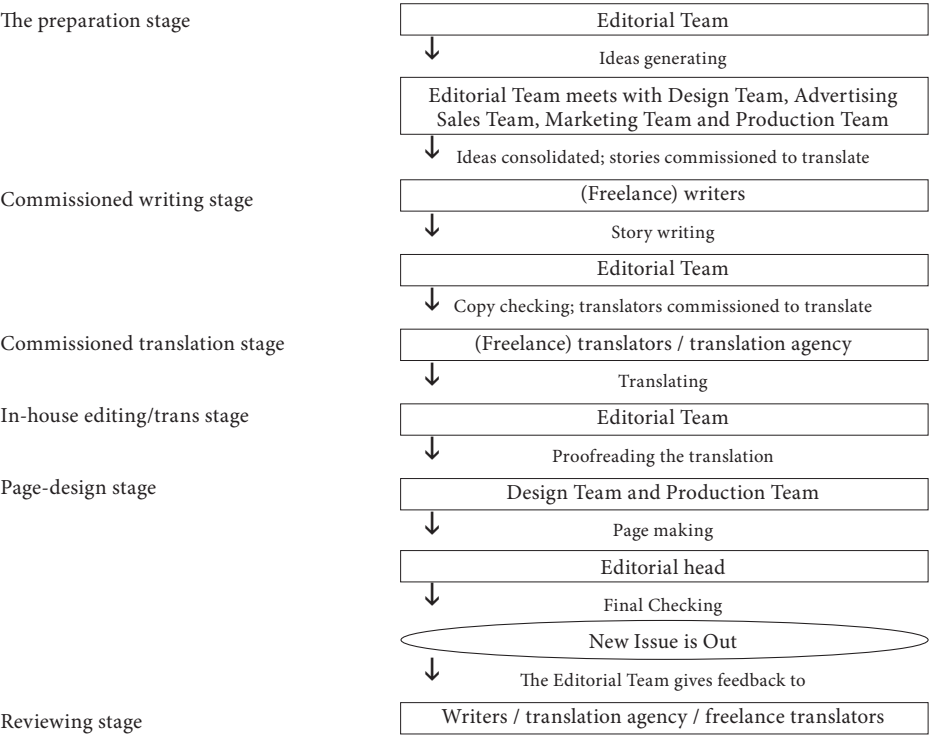 The preparation stage
Editorial Team
Ideas generating
Editorial Team meets with Design Team, Advertising
Sales Team, Marketing Team and Production Team
Ideas consolidated; stories commissioned to translate
Commissioned writing stage
(Freelance) writers
Story writing
Editorial Team
Copy checking; translators commissioned to translate
Commissioned translation stage
(Freelance) translators / translation agency
Translating
In-house editing/trans stage
Editorial Team
Proofreading the translation
Page-design stage
Design Team and Production Team
Page making
Editorial head
Final Checking
New Issue is Out
The Editorial Team gives feedback to
Reviewing stage
Writers / translation agency / freelance translators